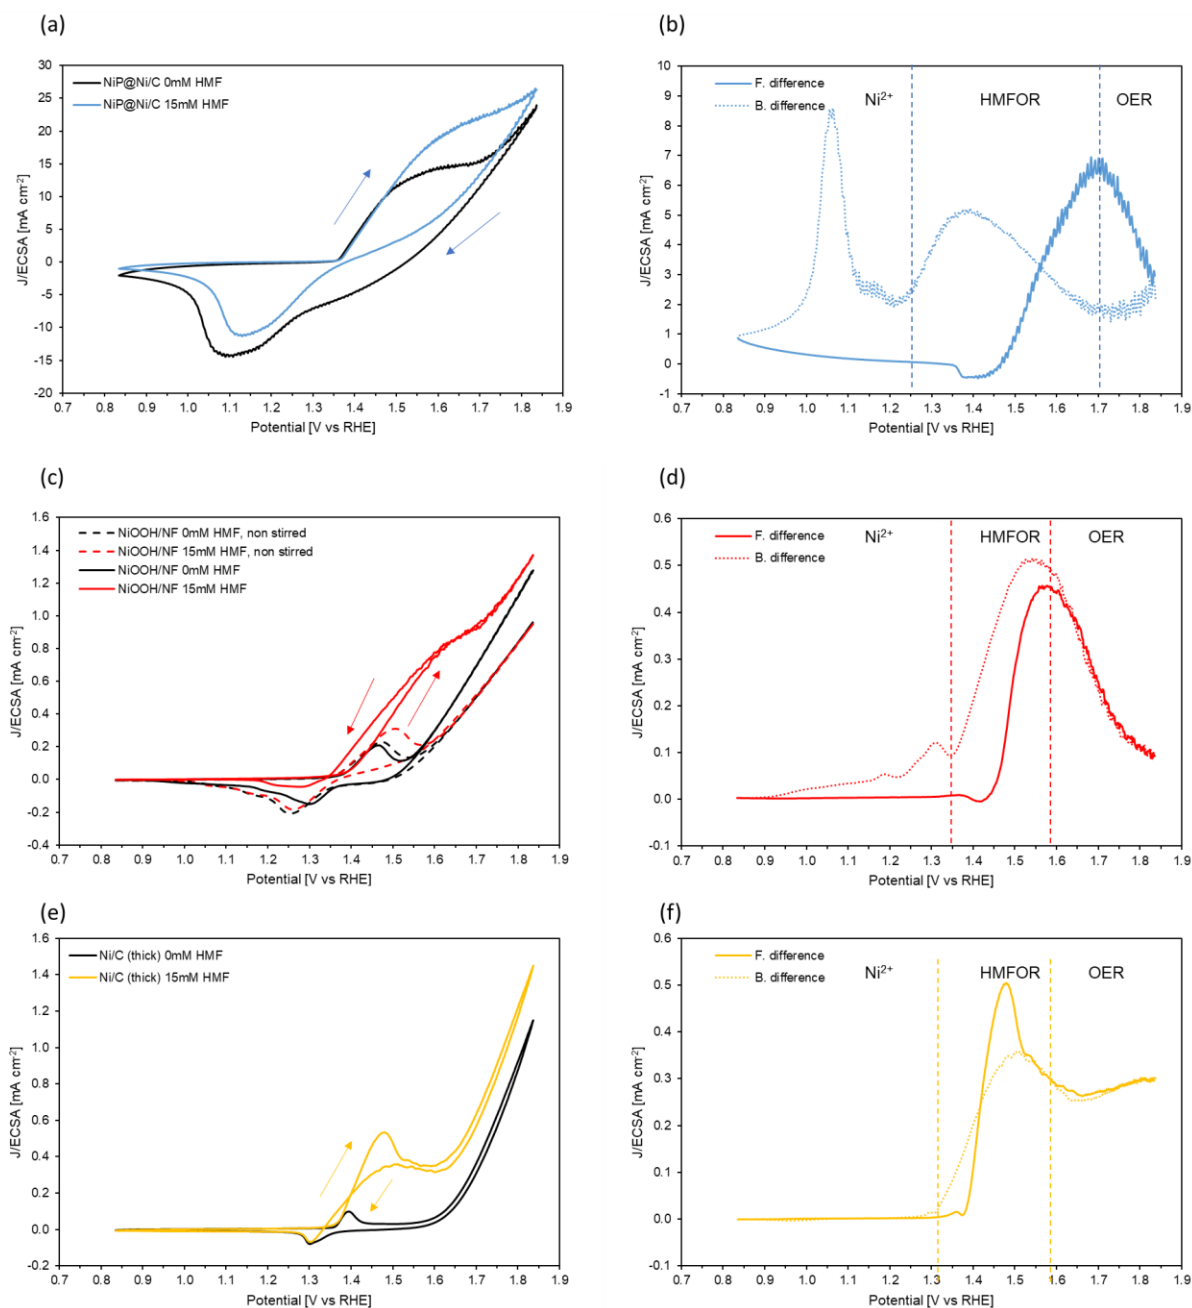 (a)
30
25
20
15
10
5
0
-5
-10
-15
-20
J/ECSA [mA cm⁻²]
NiP@Ni/C 0mM HMF
NiP@Ni/C 15mM HMF
0.7 0.8 0.9 1.0 1.1 1.2 1.3 1.4 1.5 1.6 1.7 1.8 1.9
Potential [V vs RHE]
(b)
10
9
8
7
6
5
4
3
2
1
0
-1
J/ECSA [mA cm⁻²]
F. difference
B. difference
Ni²⁺ HMFOR OER
0.7 0.8 0.9 1.0 1.1 1.2 1.3 1.4 1.5 1.6 1.7 1.8 1.9
Potential [V vs RHE]
(c)
1.6
1.4
1.2
1.0
0.8
0.6
0.4
0.2
0.0
-0.2
-0.4
J/ECSA [mA cm⁻²]
NiOOH/NF 0mM HMF, non stirred
NiOOH/NF 15mM HMF, non stirred
NiOOH/NF 0mM HMF
NiOOH/NF 15mM HMF
0.7 0.8 0.9 1.0 1.1 1.2 1.3 1.4 1.5 1.6 1.7 1.8 1.9
Potential [V vs RHE]
(d)
0.6
0.5
0.4
0.3
0.2
0.1
0.0
-0.1
J/ECSA [mA cm⁻²]
F. difference
B. difference
Ni²⁺ HMFOR OER
0.7 0.8 0.9 1.0 1.1 1.2 1.3 1.4 1.5 1.6 1.7 1.8 1.9
Potential [V vs RHE]
(e)
1.6
1.4
1.2
1.0
0.8
0.6
0.4
0.2
0.0
-0.2
J/ECSA [mA cm⁻²]
Ni/C (thick) 0mM HMF
Ni/C (thick) 15mM HMF
0.7 0.8 0.9 1.0 1.1 1.2 1.3 1.4 1.5 1.6 1.7 1.8 1.9
Potential [V vs RHE]
(f)
0.6
0.5
0.4
0.3
0.2
0.1
0.0
-0.1
J/ECSA [mA cm⁻²]
F. difference
B. difference
Ni²⁺ HMFOR OER
0.7 0.8 0.9 1.0 1.1 1.2 1.3 1.4 1.5 1.6 1.7 1.8 1.9
Potential [V vs RHE]